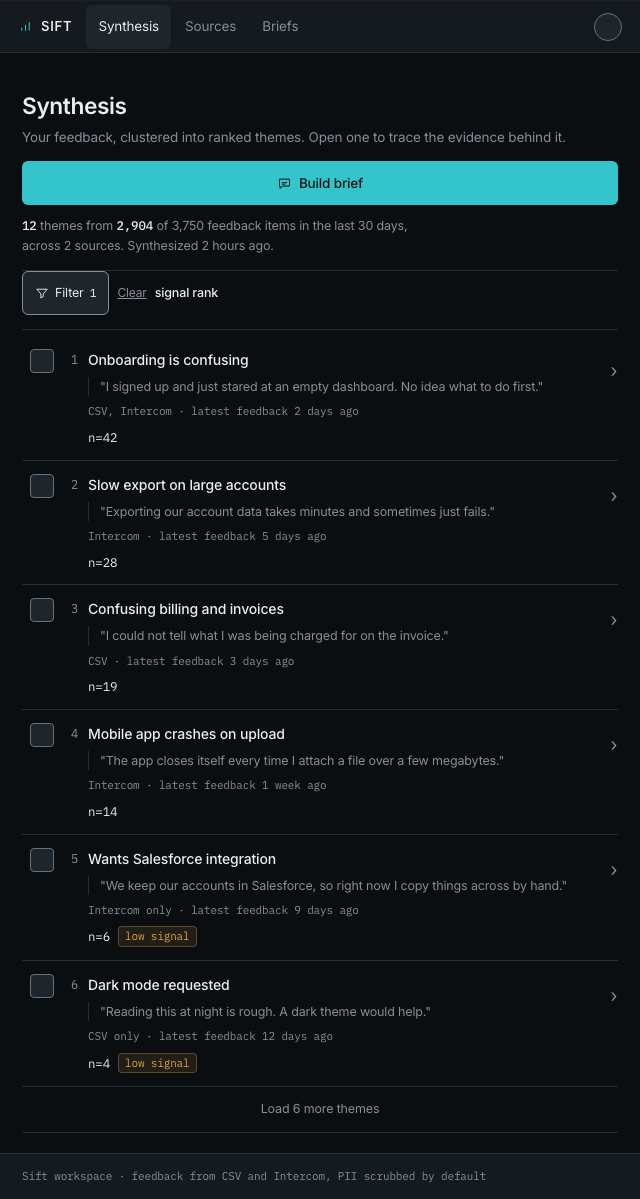 SIFT Synthesis Sources Briefs
Synthesis
Your feedback, clustered into ranked themes. Open one to trace the evidence behind it.
Build brief
12 themes from 2,904 of 3,750 feedback items in the last 30 days,
across 2 sources. Synthesized 2 hours ago.
Filter 1 Clear signal rank
1 Onboarding is confusing
"I signed up and just stared at an empty dashboard. No idea what to do first."
CSV, Intercom · latest feedback 2 days ago
n=42
2 Slow export on large accounts
"Exporting our account data takes minutes and sometimes just fails."
Intercom · latest feedback 5 days ago
n=28
3 Confusing billing and invoices
"I could not tell what I was being charged for on the invoice."
CSV · latest feedback 3 days ago
n=19
4 Mobile app crashes on upload
"The app closes itself every time I attach a file over a few megabytes."
Intercom · latest feedback 1 week ago
n=14
5 Wants Salesforce integration
"We keep our accounts in Salesforce, so right now I copy things across by hand."
Intercom only · latest feedback 9 days ago
n=6 low signal
6 Dark mode requested
"Reading this at night is rough. A dark theme would help."
CSV only · latest feedback 12 days ago
n=4 low signal
Load 6 more themes
Sift workspace · feedback from CSV and Intercom, PII scrubbed by default